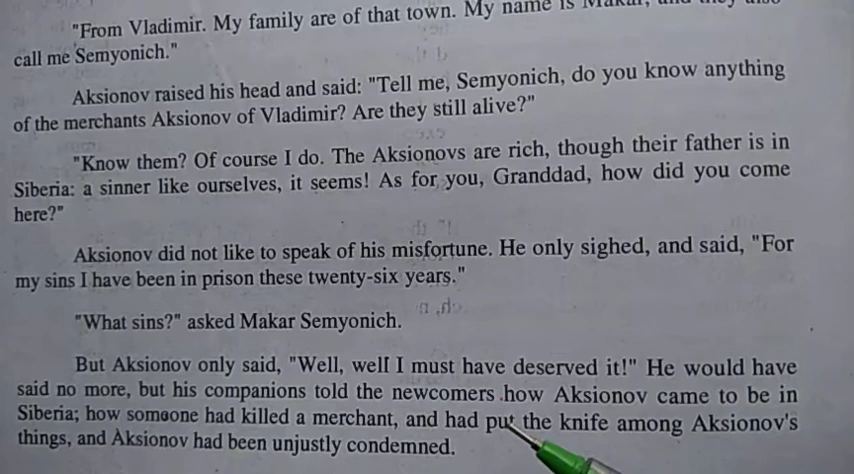 "From Vladimir. My family are of that town. My name is Makar, and they also
call me Semyonich."
Aksionov raised his head and said: "Tell me, Semyonich, do you know anything
of the merchants Aksionov of Vladimir? Are they still alive?"
"Know them? Of course I do. The Aksionovs are rich, though their father is in
Siberia: a sinner like ourselves, it seems! As for you, Granddad, how did you come
here?"
Aksionov did not like to speak of his misfortune. He only sighed, and said, "For
my sins I have been in prison these twenty-six years."
"What sins?" asked Makar Semyonich.
But Aksionov only said, "Well, well I must have deserved it!" He would have
said no more, but his companions told the newcomers how Aksionov came to be in
Siberia; how someone had killed a merchant, and had put the knife among Aksionov's
things, and Aksionov had been unjustly condemned.